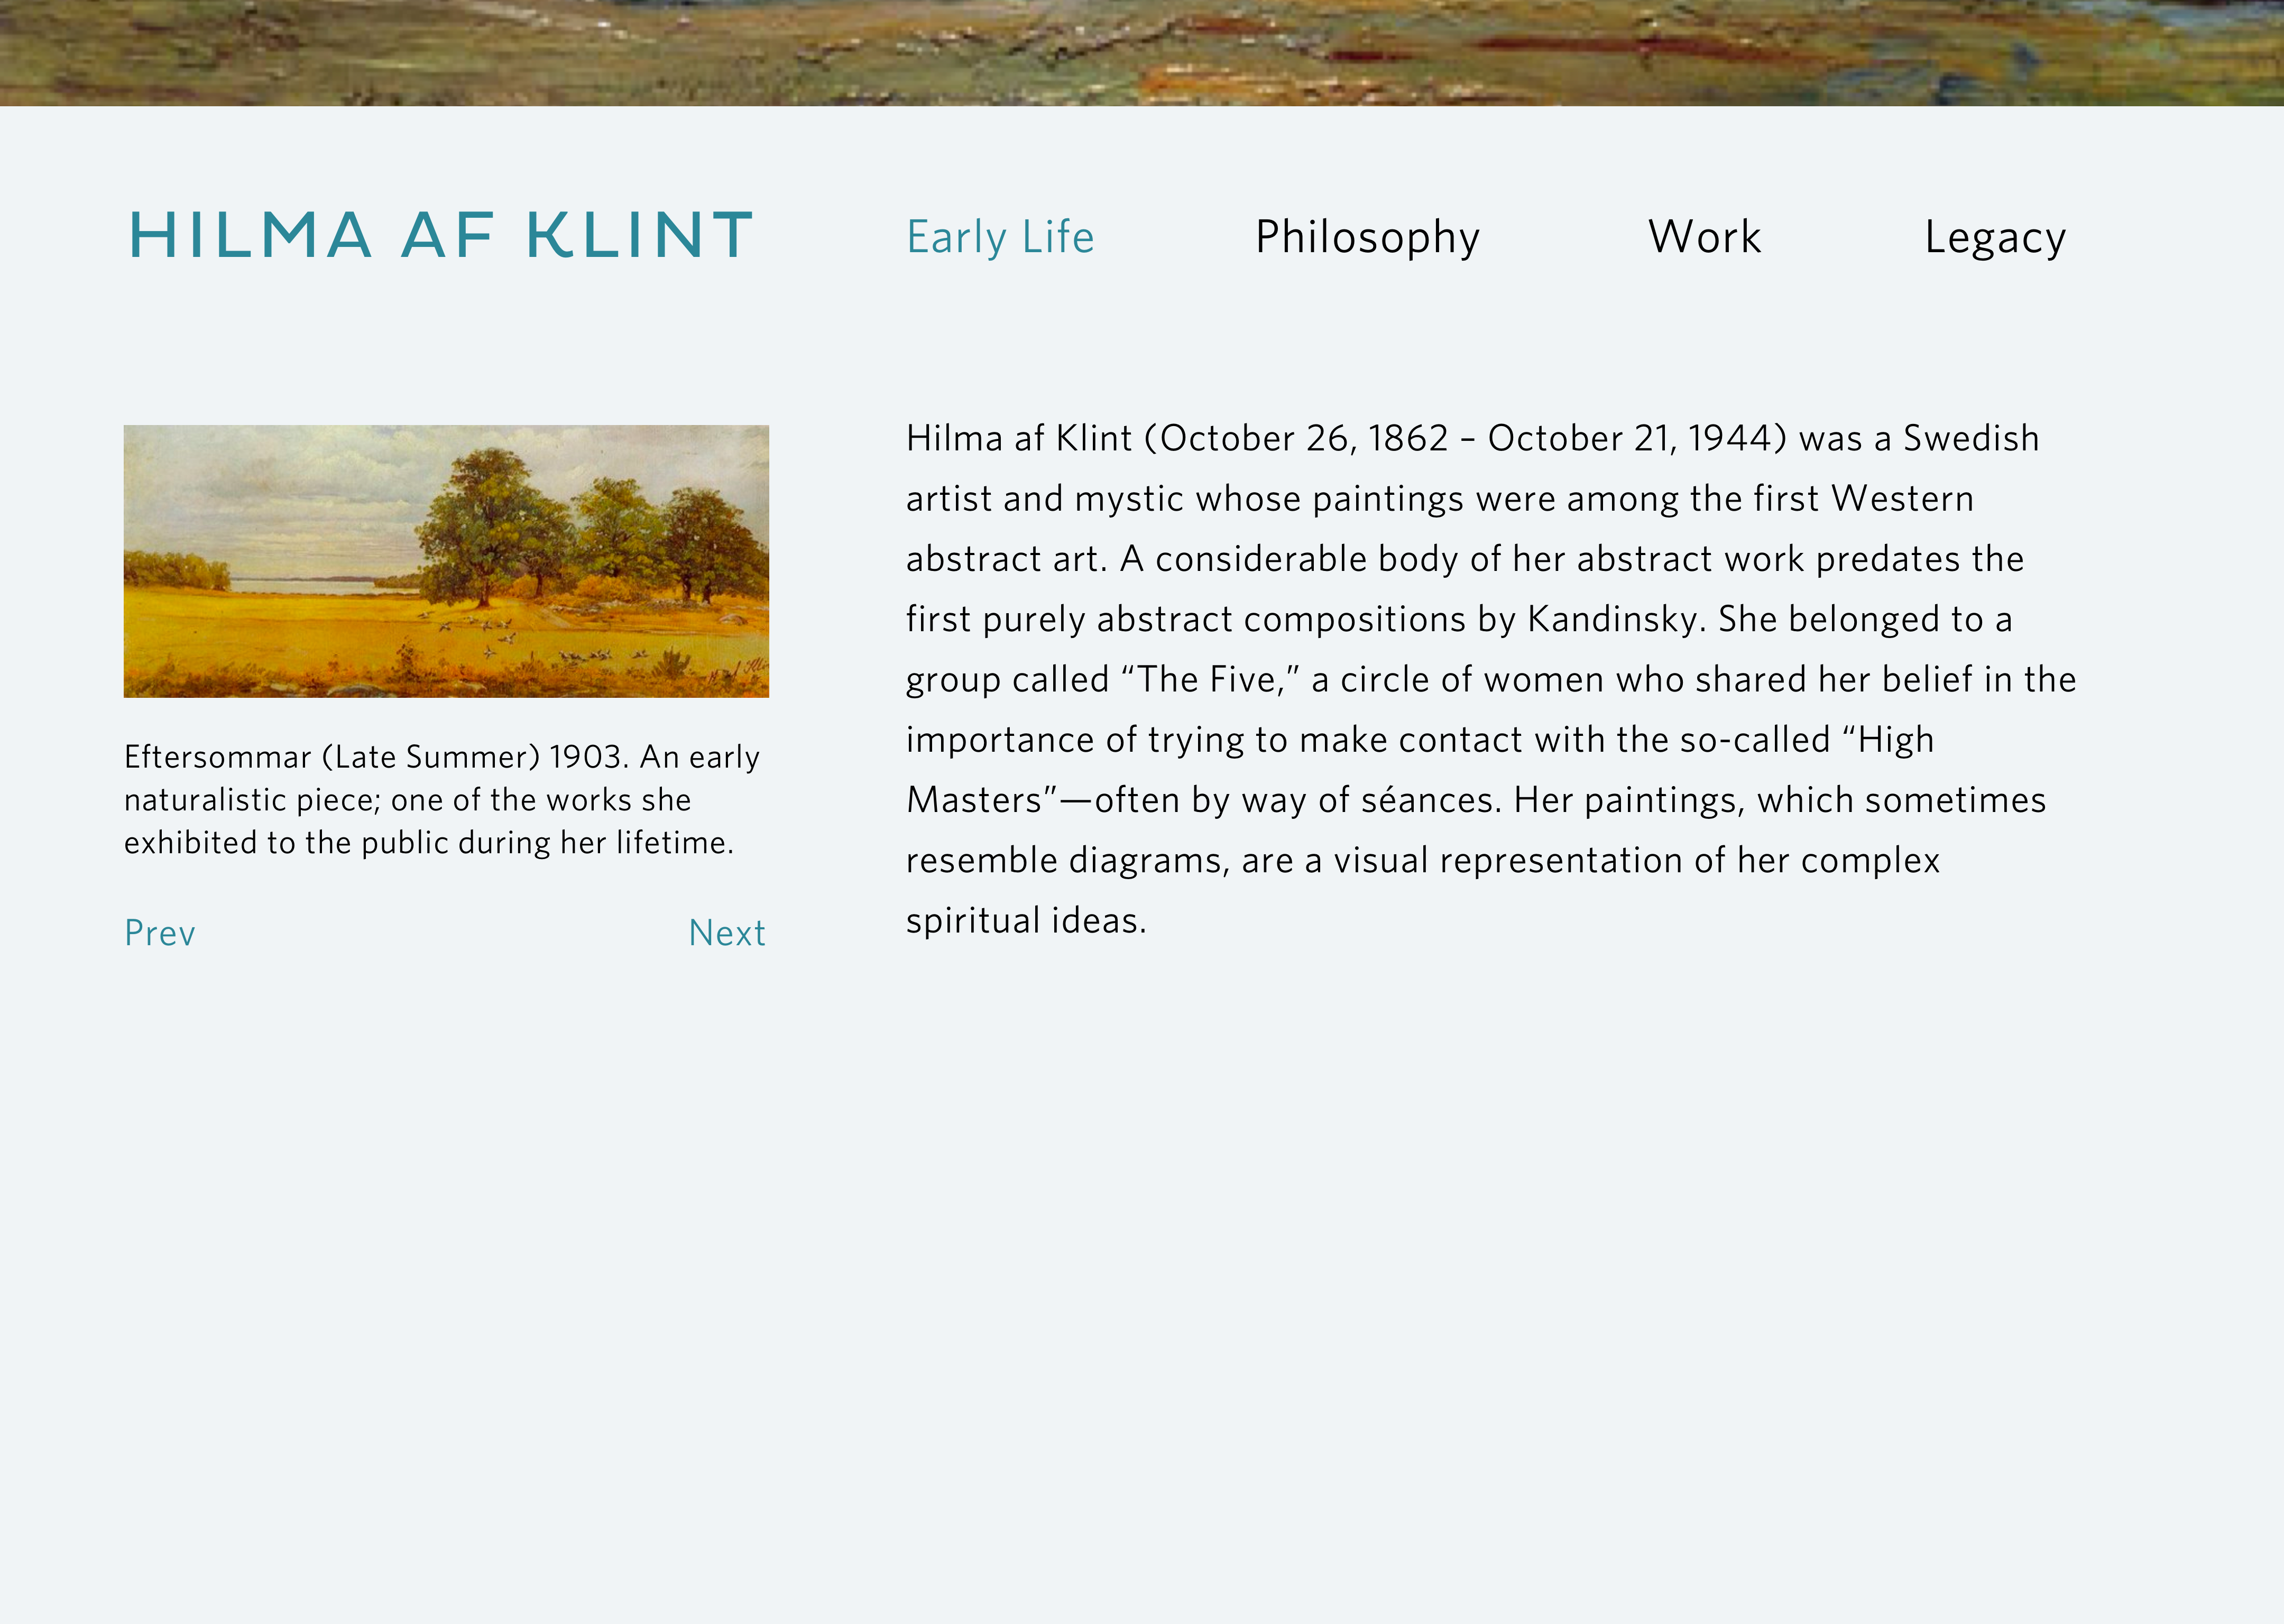 HILMA AF KLINT
Early Life
Philosophy
Work
Legacy
Eftersommar (Late Summer) 1903. An early
naturalistic piece; one of the works she
exhibited to the public during her lifetime.
Prev
Next
Hilma af Klint (October 26, 1862 – October 21, 1944) was a Swedish
artist and mystic whose paintings were among the first Western
abstract art. A considerable body of her abstract work predates the
first purely abstract compositions by Kandinsky. She belonged to a
group called “The Five,” a circle of women who shared her belief in the
importance of trying to make contact with the so-called “High
Masters”—often by way of séances. Her paintings, which sometimes
resemble diagrams, are a visual representation of her complex
spiritual ideas.